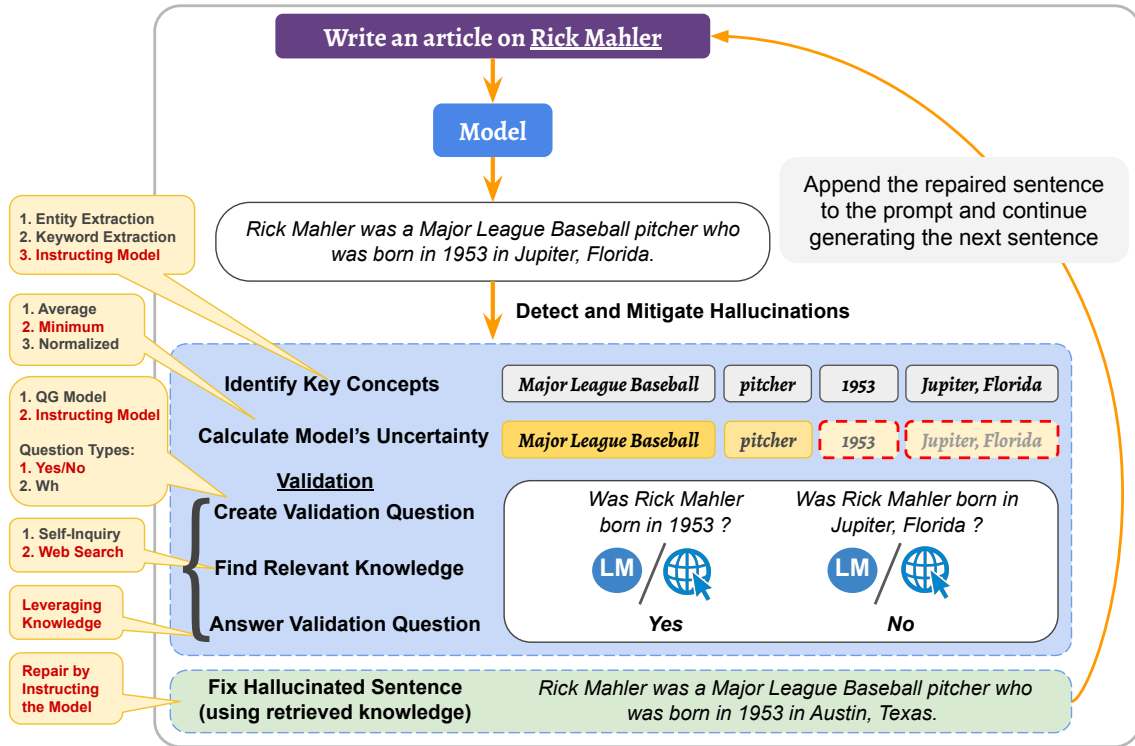 Write an article on Rick Mahler
Model
Append the repaired sentence
to the prompt and continue
generating the next sentence
Rick Mahler was a Major League Baseball pitcher who
was born in 1953 in Jupiter, Florida.
Detect and Mitigate Hallucinations
1. Entity Extraction
2. Keyword Extraction
3. Instructing Model
1. Average
2. Minimum
3. Normalized
1. QG Model
2. Instructing Model
Question Types:
1. Yes/No
2. Wh
1. Self-Inquiry
2. Web Search
Leveraging
Knowledge
Repair by
Instructing
the Model
Identify Key Concepts
Major League Baseball
pitcher
1953
Jupiter, Florida
Calculate Model's Uncertainty
Major League Baseball
pitcher
1953
Jupiter, Florida
Validation
Create Validation Question
Find Relevant Knowledge
Answer Validation Question
Was Rick Mahler
born in 1953 ?
LM
Yes
Was Rick Mahler born in
Jupiter, Florida ?
LM
No
Fix Hallucinated Sentence
(using retrieved knowledge)
Rick Mahler was a Major League Baseball pitcher who
was born in 1953 in Austin, Texas.